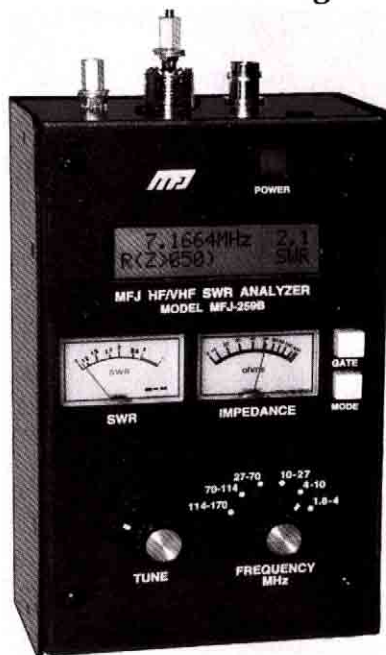 MFJ
POWER
7.1664MHz 2.1
R(Z>650) SWR
MFJ HF/VHF SWR ANALYZER
MODEL MFJ-259B
SWR
ohms
GATE
SWR
IMPEDANCE
MODE
27-70
10-27
70-114
4-10
114-170
1.8-4
TUNE
FREQUENCY
MHz